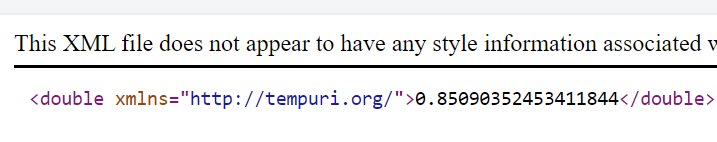 This XML file does not appear to have any style information associated
<double xmlns="http://tempuri.org/">0.85090352453411844</double>